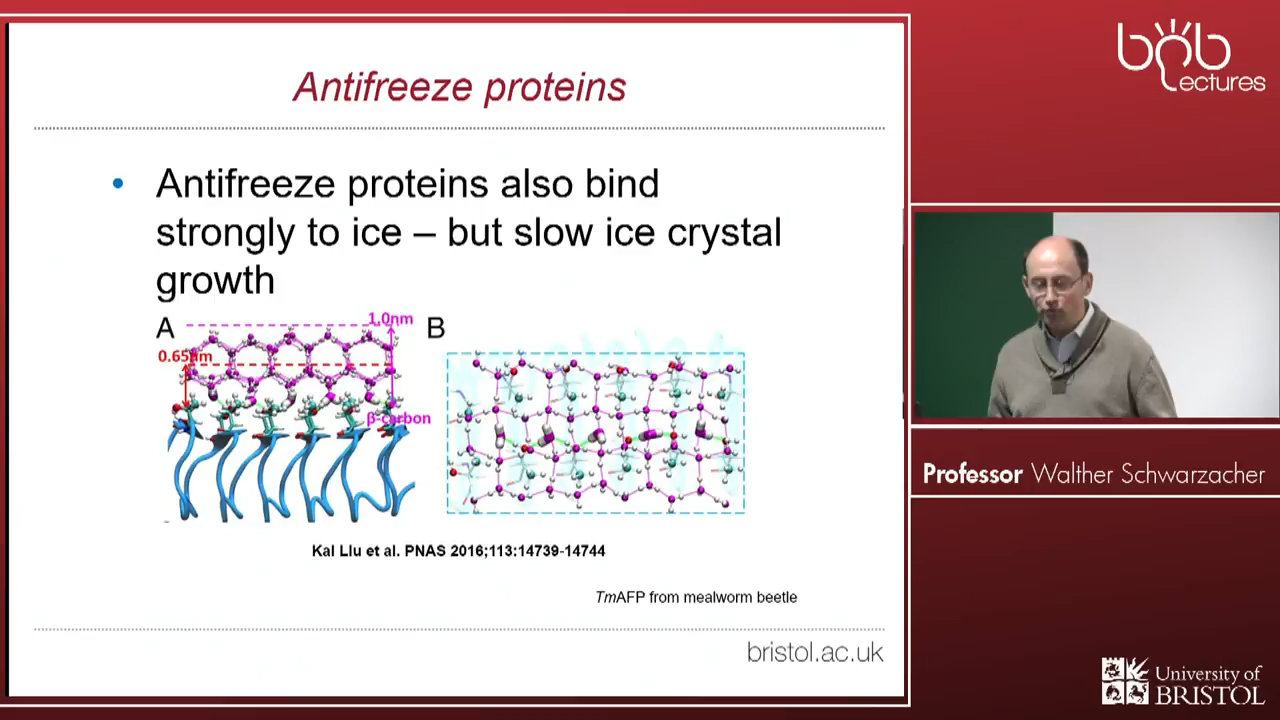 Antifreeze proteins
• Antifreeze proteins also bind
strongly to ice – but slow ice crystal
growth
A
1.0nm
B
0.65nm
β-carbon
Kai Liu et al. PNAS 2016;113:14739-14744
TmAFP from mealworm beetle
bristol.ac.uk
bob
Lectures
Professor Walther Schwarzacher
University of
BRISTOL